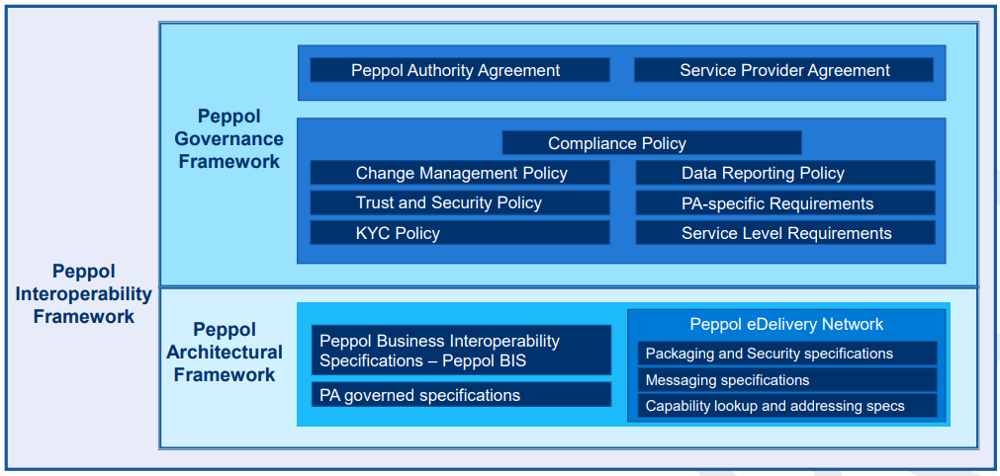 Peppol
Interoperability
Framework
Peppol
Governance
Framework
Peppol Authority Agreement
Service Provider Agreement
Compliance Policy
Change Management Policy
Data Reporting Policy
Trust and Security Policy
PA-specific Requirements
KYC Policy
Service Level Requirements
Peppol
Architectural
Framework
Peppol Business Interoperability
Specifications – Peppol BIS
PA governed specifications
Peppol eDelivery Network
Packaging and Security specifications
Messaging specifications
Capability lookup and addressing specs